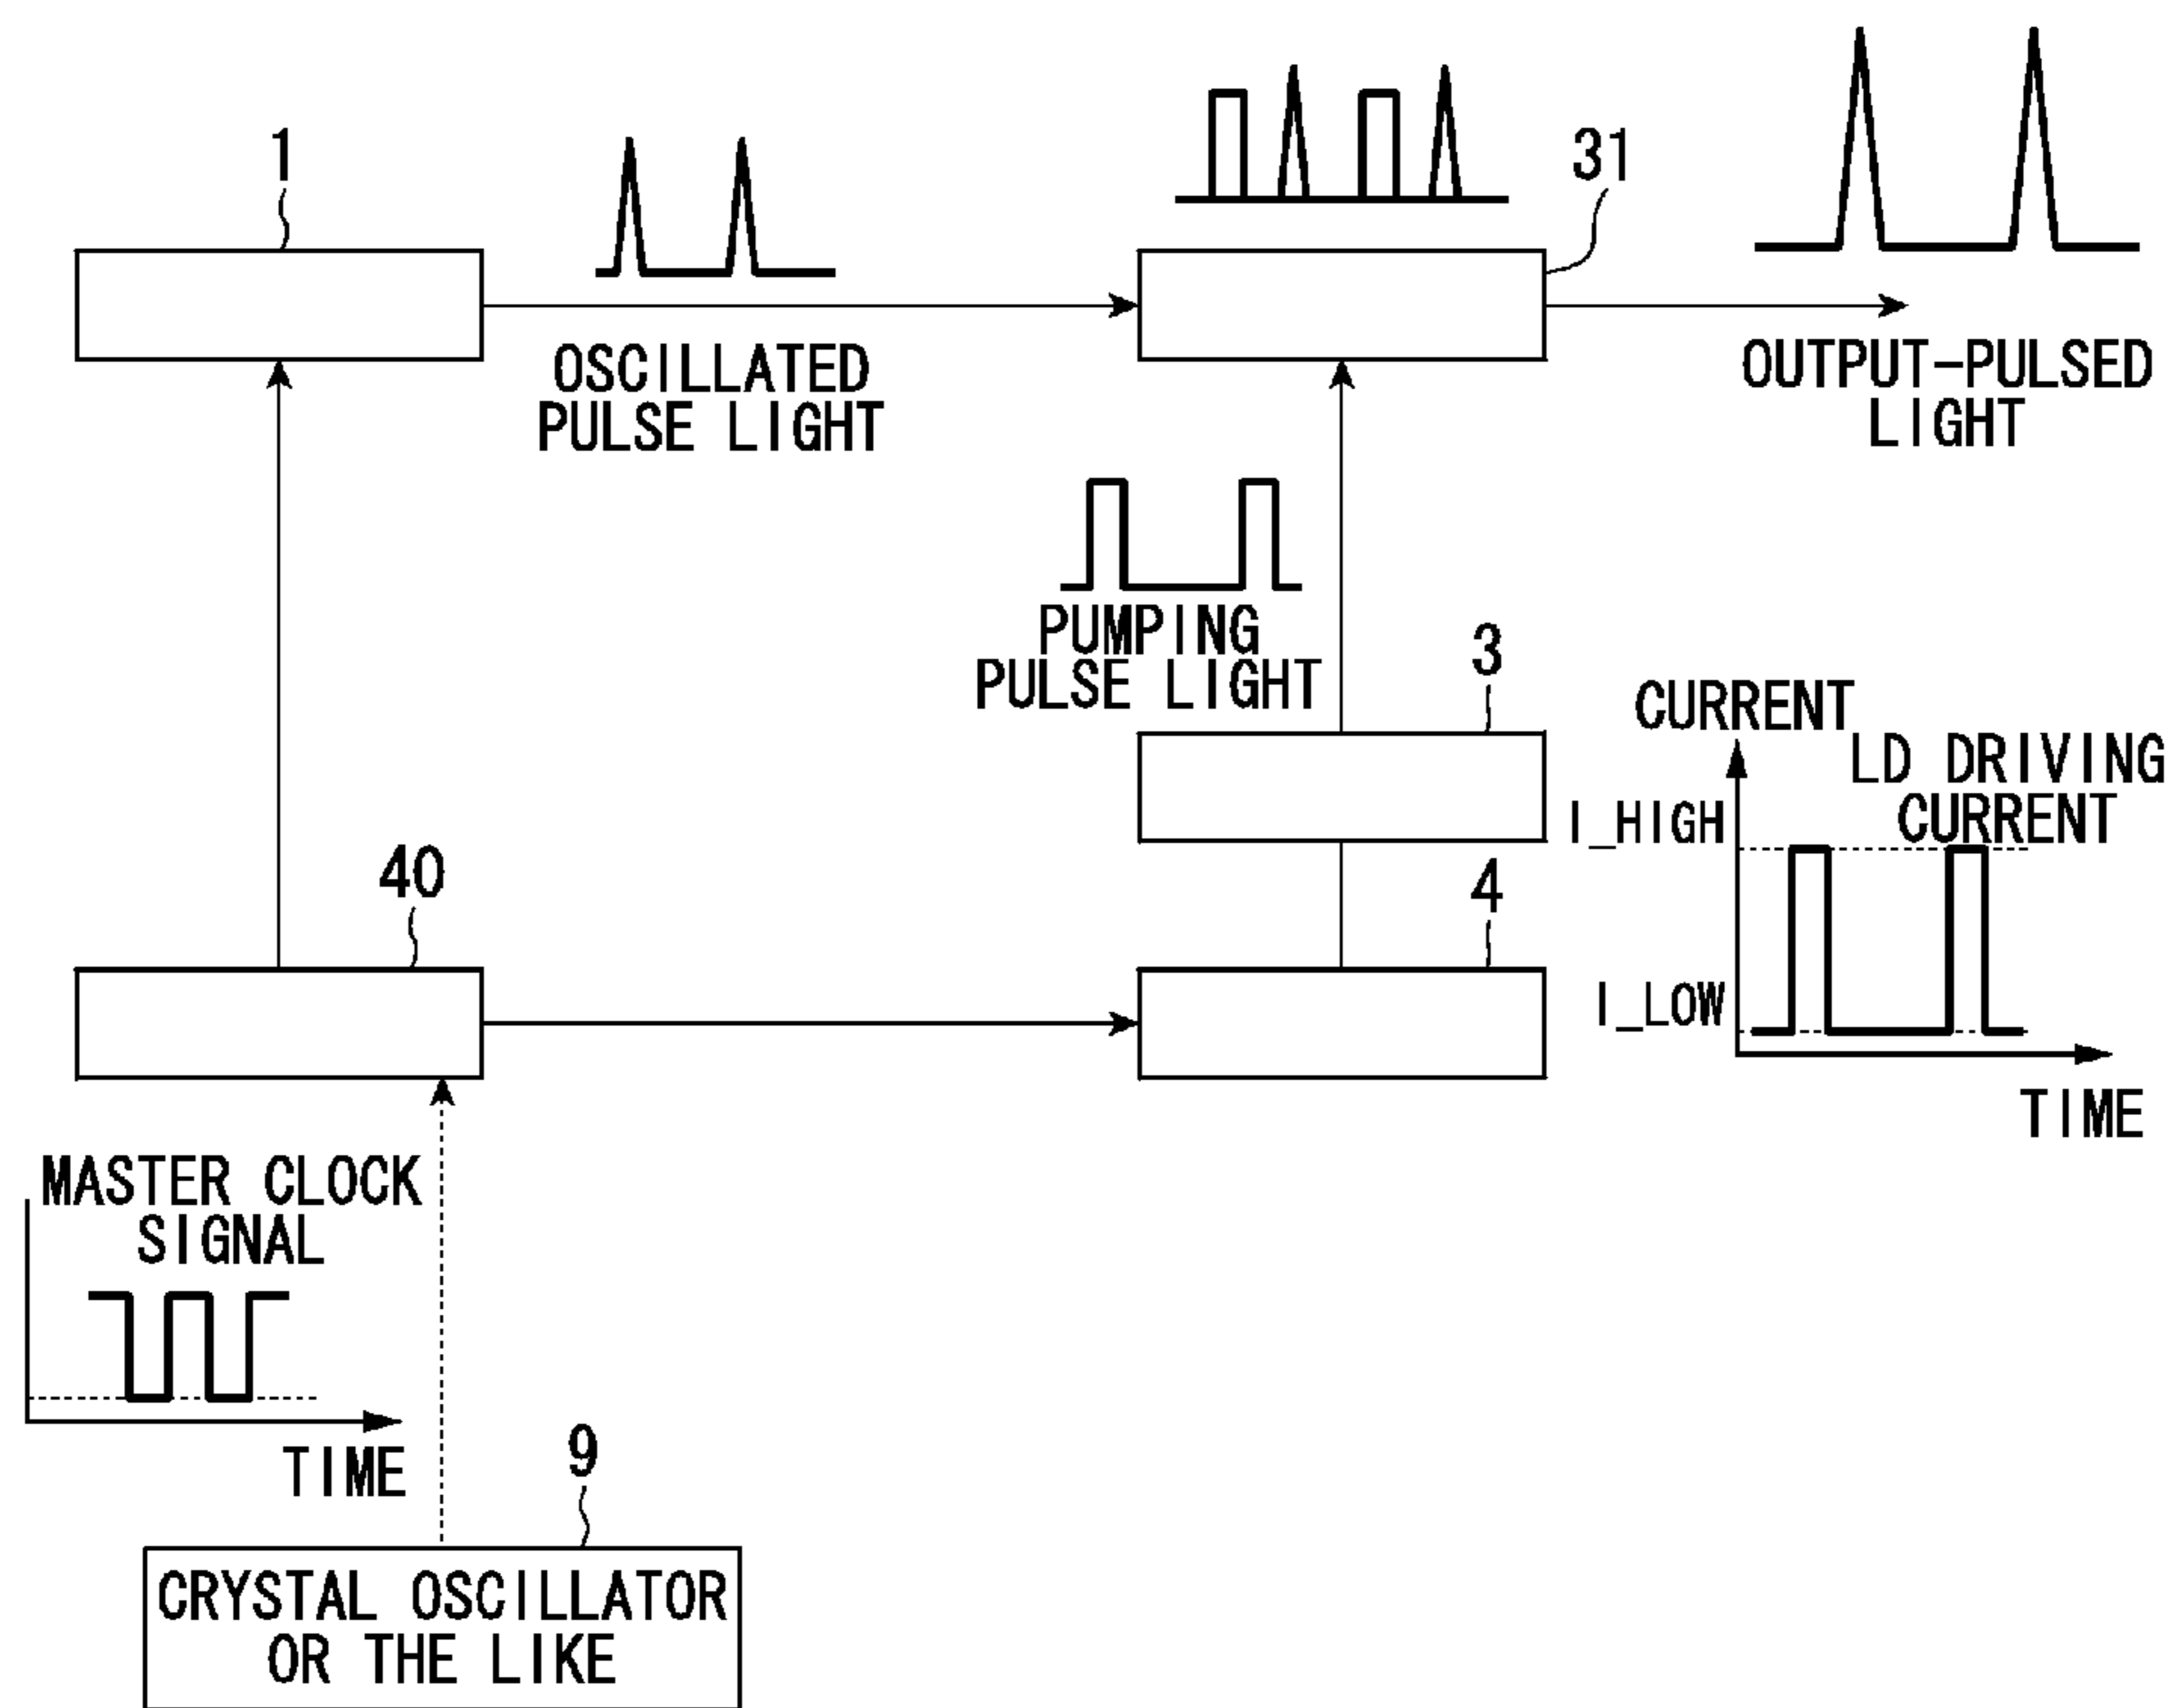 1
31
OSCILLATED
PULSE LIGHT
OUTPUT-PULSED
LIGHT
PUMPING
PULSE LIGHT
3
CURRENT
LD DRIVING
CURRENT
I_HIGH
40
4
I_LOW
TIME
MASTER CLOCK
SIGNAL
TIME
9
CRYSTAL OSCILLATOR
OR THE LIKE